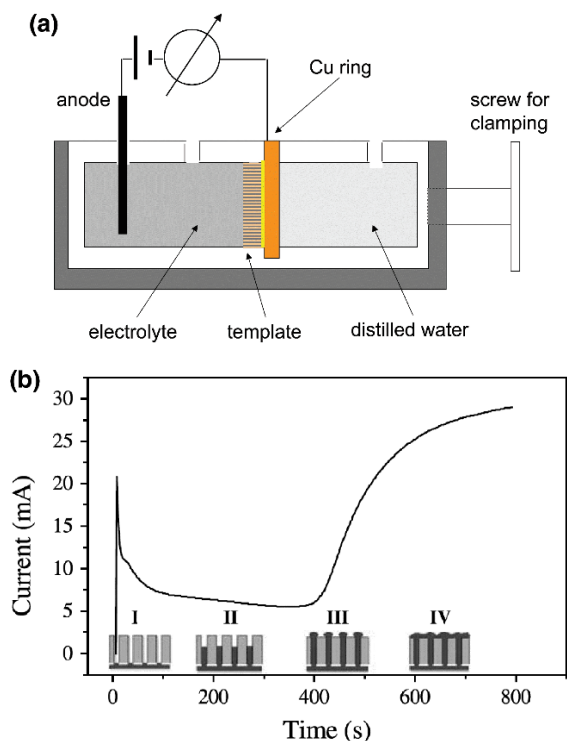 (a)
Cu ring
anode
screw for
clamping
electrolyte
template
distilled water
(b)
Current (mA)
30
25
20
15
10
5
0
I
II
III
IV
0
200
400
600
800
Time (s)